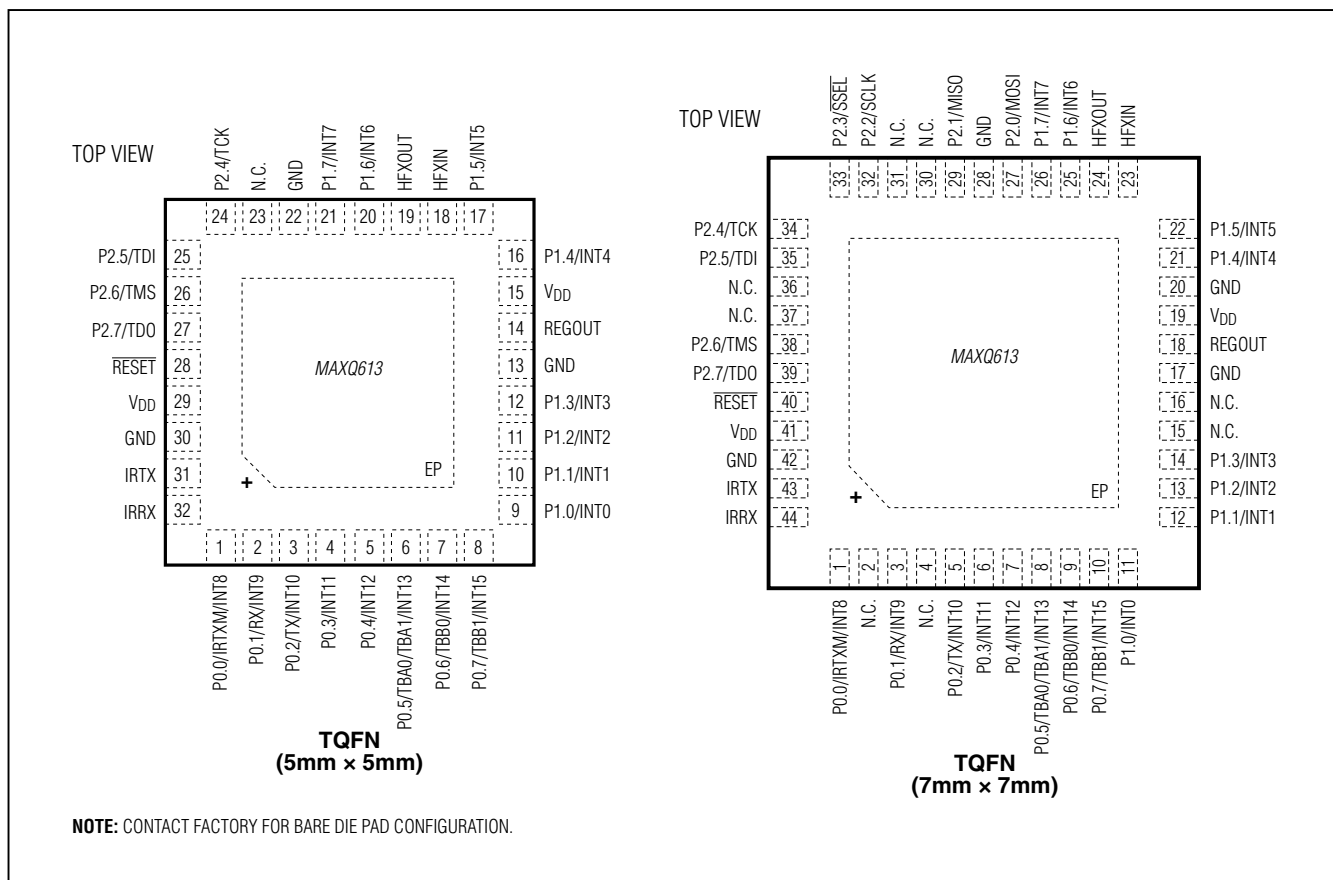 TOP VIEW
P2.4/TCK
N.C.
GND
P1.7/INT7
P1.6/INT6
HFXOUT
HFXIN
P1.5/INT5
24 23 22 21 20 19 18 17
P2.5/TDI 25
P2.6/TMS 26
P2.7/TDO 27
RESET 28
VDD 29
GND 30
IRTX 31
IRRX 32
16 P1.4/INT4
15 VDD
14 REGOUT
13 GND
12 P1.3/INT3
11 P1.2/INT2
10 P1.1/INT1
9 P1.0/INT0
MAXQ613
EP
+
1 2 3 4 5 6 7 8
P0.0/IRTXM/INT8
P0.1/RX/INT9
P0.2/TX/INT10
P0.3/INT11
P0.4/INT12
P0.5/TBA0/TBA1/INT13
P0.6/TBB0/INT14
P0.7/TBB1/INT15
TQFN
(5mm × 5mm)
TOP VIEW
P2.3/SSEL
P2.2/SCLK
N.C.
N.C.
P2.1/MISO
GND
P2.0/MOSI
P1.7/INT7
P1.6/INT6
HFXOUT
HFXIN
33 32 31 30 29 28 27 26 25 24 23
P2.4/TCK 34
P2.5/TDI 35
N.C. 36
N.C. 37
P2.6/TMS 38
P2.7/TDO 39
RESET 40
VDD 41
GND 42
IRTX 43
IRRX 44
22 P1.5/INT5
21 P1.4/INT4
20 GND
19 VDD
18 REGOUT
17 GND
16 N.C.
15 N.C.
14 P1.3/INT3
13 P1.2/INT2
12 P1.1/INT1
MAXQ613
EP
+
1 2 3 4 5 6 7 8 9 10 11
P0.0/IRTXM/INT8
N.C.
P0.1/RX/INT9
N.C.
P0.2/TX/INT10
P0.3/INT11
P0.4/INT12
P0.5/TBA0/TBA1/INT13
P0.6/TBB0/INT14
P0.7/TBB1/INT15
P1.0/INT0
TQFN
(7mm × 7mm)
NOTE: CONTACT FACTORY FOR BARE DIE PAD CONFIGURATION.